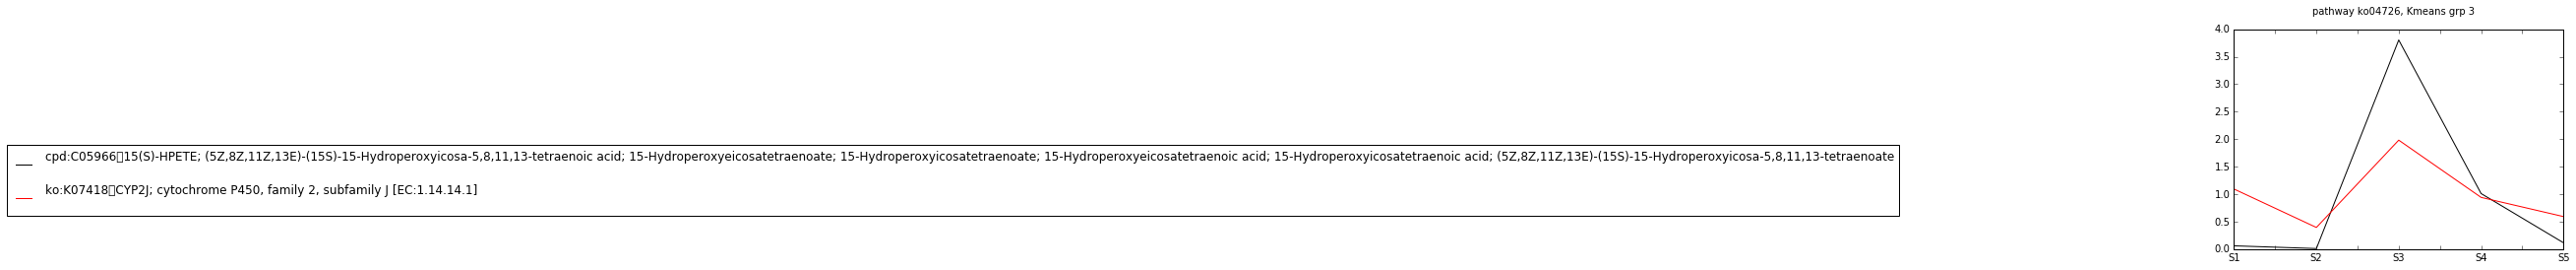 pathway ko04726, Kmeans grp 3
4.0
3.5
3.0
2.5
2.0
1.5
1.0
0.5
0.0
S1 S2 S3 S4 S5
cpd:C05966▯15(S)-HPETE; (5Z,8Z,11Z,13E)-(15S)-15-Hydroperoxyicosa-5,8,11,13-tetraenoic acid; 15-Hydroperoxyeicosatetraenoate; 15-Hydroperoxyicosatetraenoate; 15-Hydroperoxyeicosatetraenoic acid; 15-Hydroperoxyicosatetraenoic acid; (5Z,8Z,11Z,13E)-(15S)-15-Hydroperoxyicosa-5,8,11,13-tetraenoate
ko:K07418▯CYP2J; cytochrome P450, family 2, subfamily J [EC:1.14.14.1]